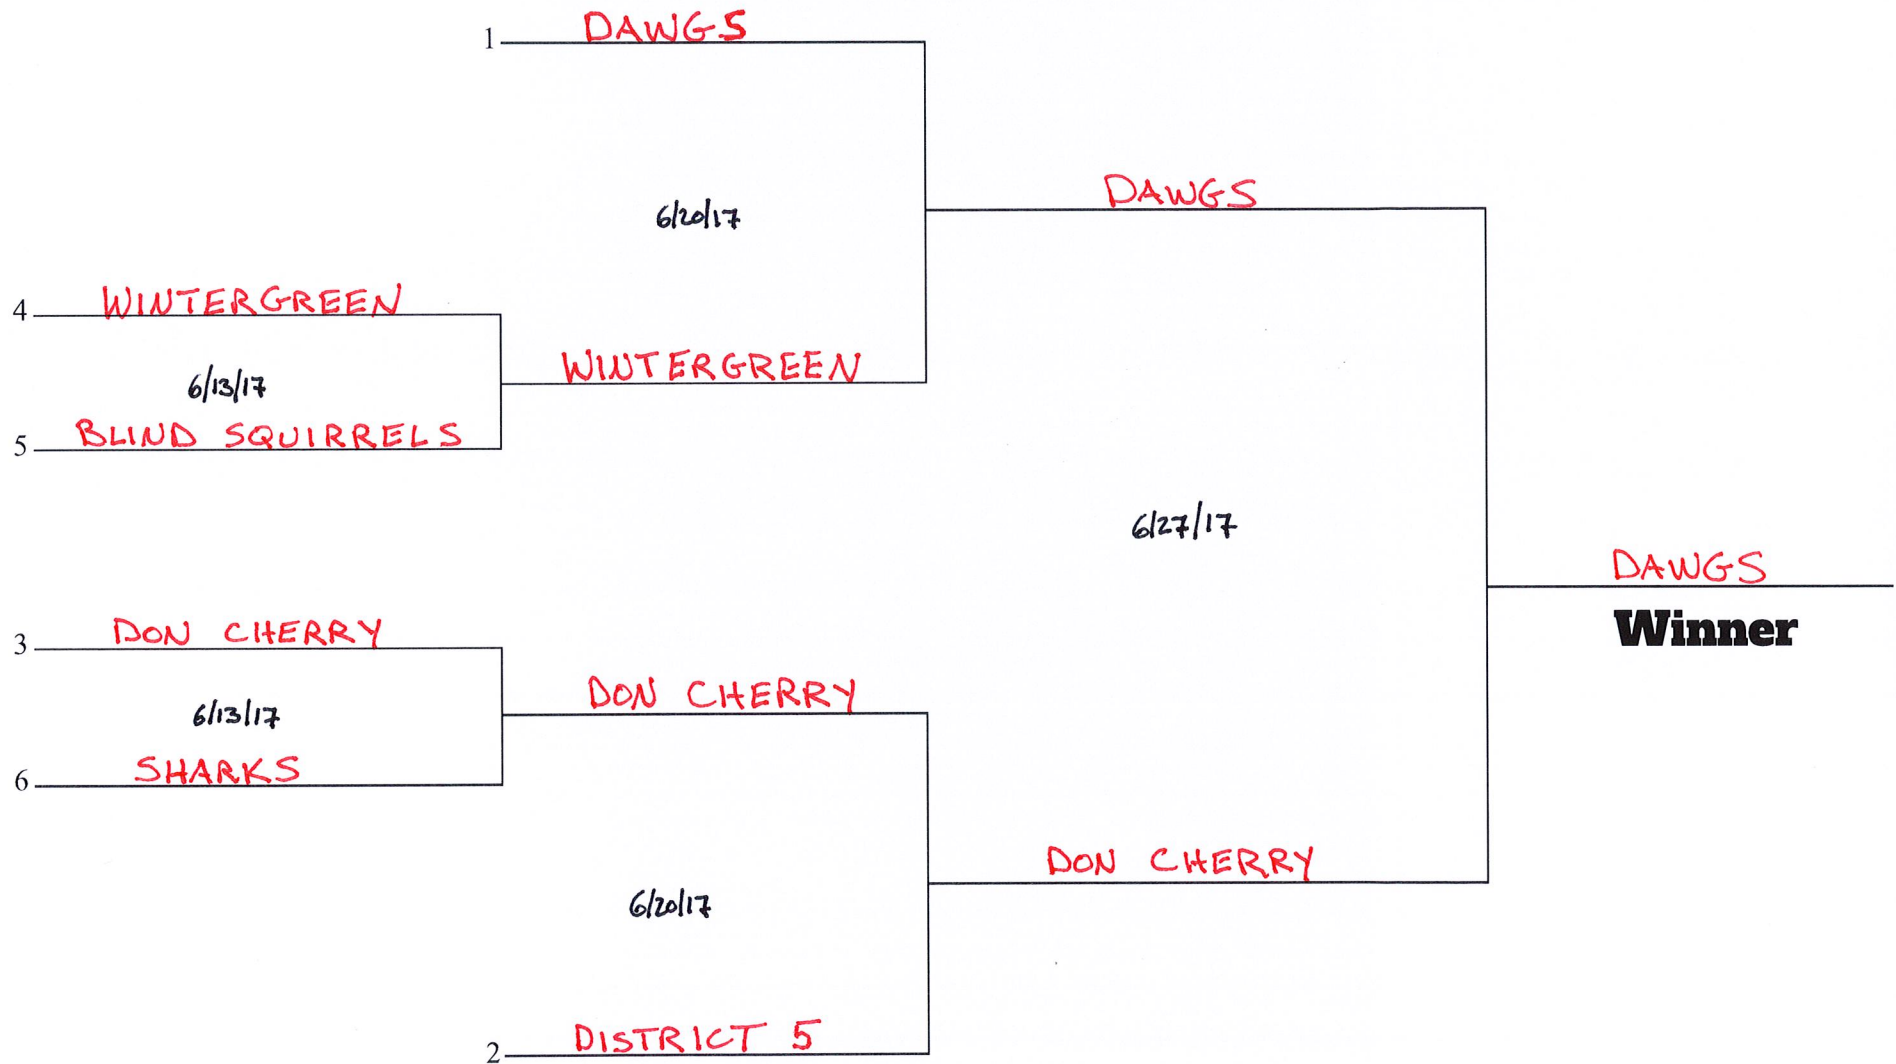 1 DAWGS
6/20/17
DAWGS
4 WINTERGREEN
6/13/17
WINTERGREEN
5 BLIND SQUIRRELS
6/27/17
DAWGS
Winner
3 DON CHERRY
6/13/17
DON CHERRY
6 SHARKS
DON CHERRY
6/20/17
2 DISTRICT 5